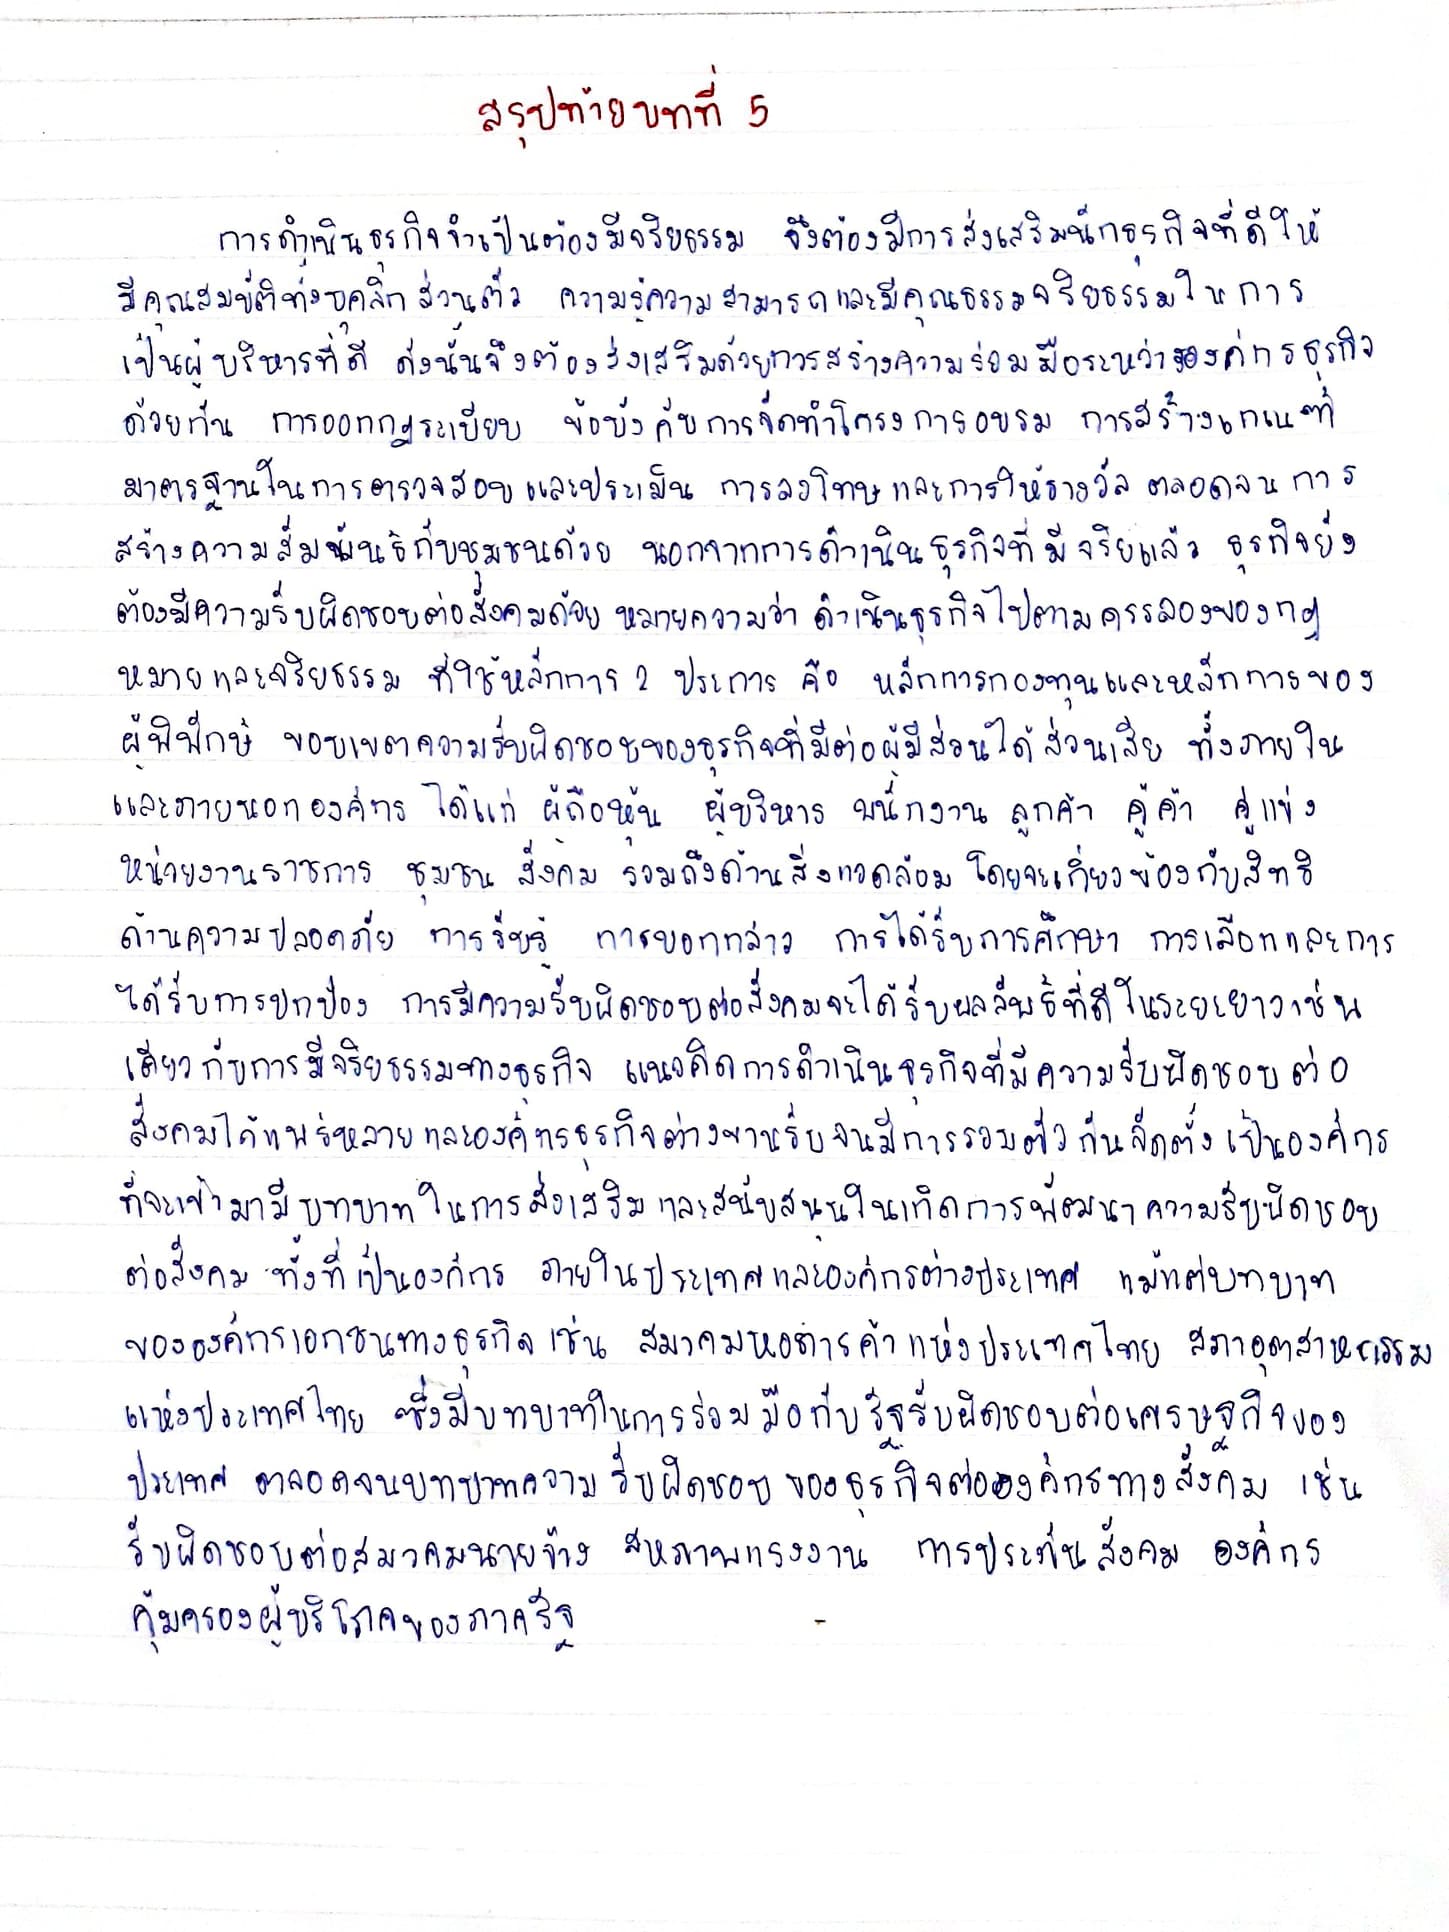 สรุปท้ายบทที่ 5
การดำเนินธุรกิจจำเป็นต้องมีจริยธรรม จึงต้องมีการส่งเสริมนักธุรกิจที่ดีให้
มีคุณสมบัติทั้งบุคลิกส่วนตัว ความรู้ความสามารถและมีคุณธรรมจริยธรรมในการ
เป็นผู้บริหารที่ดี ดังนั้นจึงต้องส่งเสริมด้วยการสร้างความร่วมมือระหว่างองค์กรธุรกิจ
ด้วยกัน การออกกฎระเบียบ ข้อบังคับการจัดทำโครงการอบรม การสร้างเกณฑ์
มาตรฐานในการตรวจสอบและประเมิน การลงโทษและการให้รางวัล ตลอดจนการ
สร้างความสัมพันธ์กับชุมชนด้วย นอกจากการดำเนินธุรกิจที่มีจริยแล้ว ธุรกิจยัง
ต้องมีความรับผิดชอบต่อสังคมด้วย หมายความว่า ดำเนินธุรกิจไปตามครรลองของกฎ
หมายและจริยธรรม ที่ใช้หลักการ 2 ประการ คือ หลักการกองทุนและหลักการของ
ผู้พิทักษ์ ขอบเขตความรับผิดชอบของธุรกิจที่มีต่อผู้มีส่วนได้ส่วนเสีย ทั้งภายใน
และภายนอกองค์กร ได้แก่ ผู้ถือหุ้น ผู้บริหาร พนักงาน ลูกค้า คู่ค้า คู่แข่ง
หน่วยงานราชการ ชุมชน สังคม รวมถึงด้านสิ่งแวดล้อม โดยจะเกี่ยวข้องกับสิทธิ
ด้านความปลอดภัย การรับรู้ การบอกกล่าว การได้รับการศึกษา การเลือกและการ
ได้รับการปกป้อง การมีความรับผิดชอบต่อสังคมจะได้รับผลลัพธ์ที่ดีในระยะยาวเช่น
เดียวกับการมีจริยธรรมทางธุรกิจ แนวคิดการดำเนินธุรกิจที่มีความรับผิดชอบต่อ
สังคมได้แพร่หลายและองค์กรธุรกิจต่างขานรับจนมีการรวมตัวกันจัดตั้งเป็นองค์กร
ที่จะเข้ามามีบทบาทในการส่งเสริมและสนับสนุนในเกิดการพัฒนาความรับผิดชอบ
ต่อสังคม ทั้งที่เป็นองค์กร ภายในประเทศและองค์กรต่างประเทศ แม้แต่บทบาท
ขององค์กรเอกชนทางธุรกิจ เช่น สมาคมหอการค้าแห่งประเทศไทย สภาอุตสาหกรรม
แห่งประเทศไทย ซึ่งมีบทบาทในการร่วมมือกับรัฐรับผิดชอบต่อเศรษฐกิจของ
ประเทศ ตลอดจนบทบาทความรับผิดชอบของธุรกิจต่อองค์กรทางสังคม เช่น
รับผิดชอบต่อสมาคมนายจ้าง สหภาพแรงงาน การประกันสังคม องค์กร
คุ้มครองผู้บริโภคของภาครัฐ